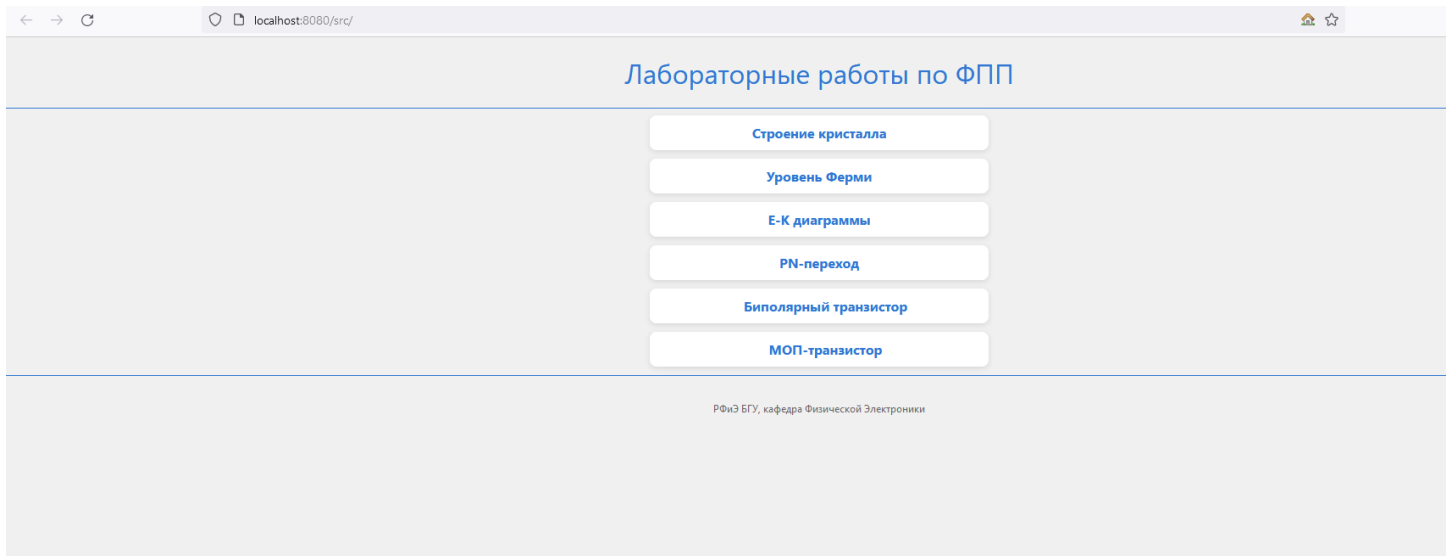 localhost:8080/src/
Лабораторные работы по ФПП
Строение кристалла
Уровень Ферми
E-K диаграммы
PN-переход
Биполярный транзистор
МОП-транзистор
РФиЭ БГУ, кафедра Физической Электроники